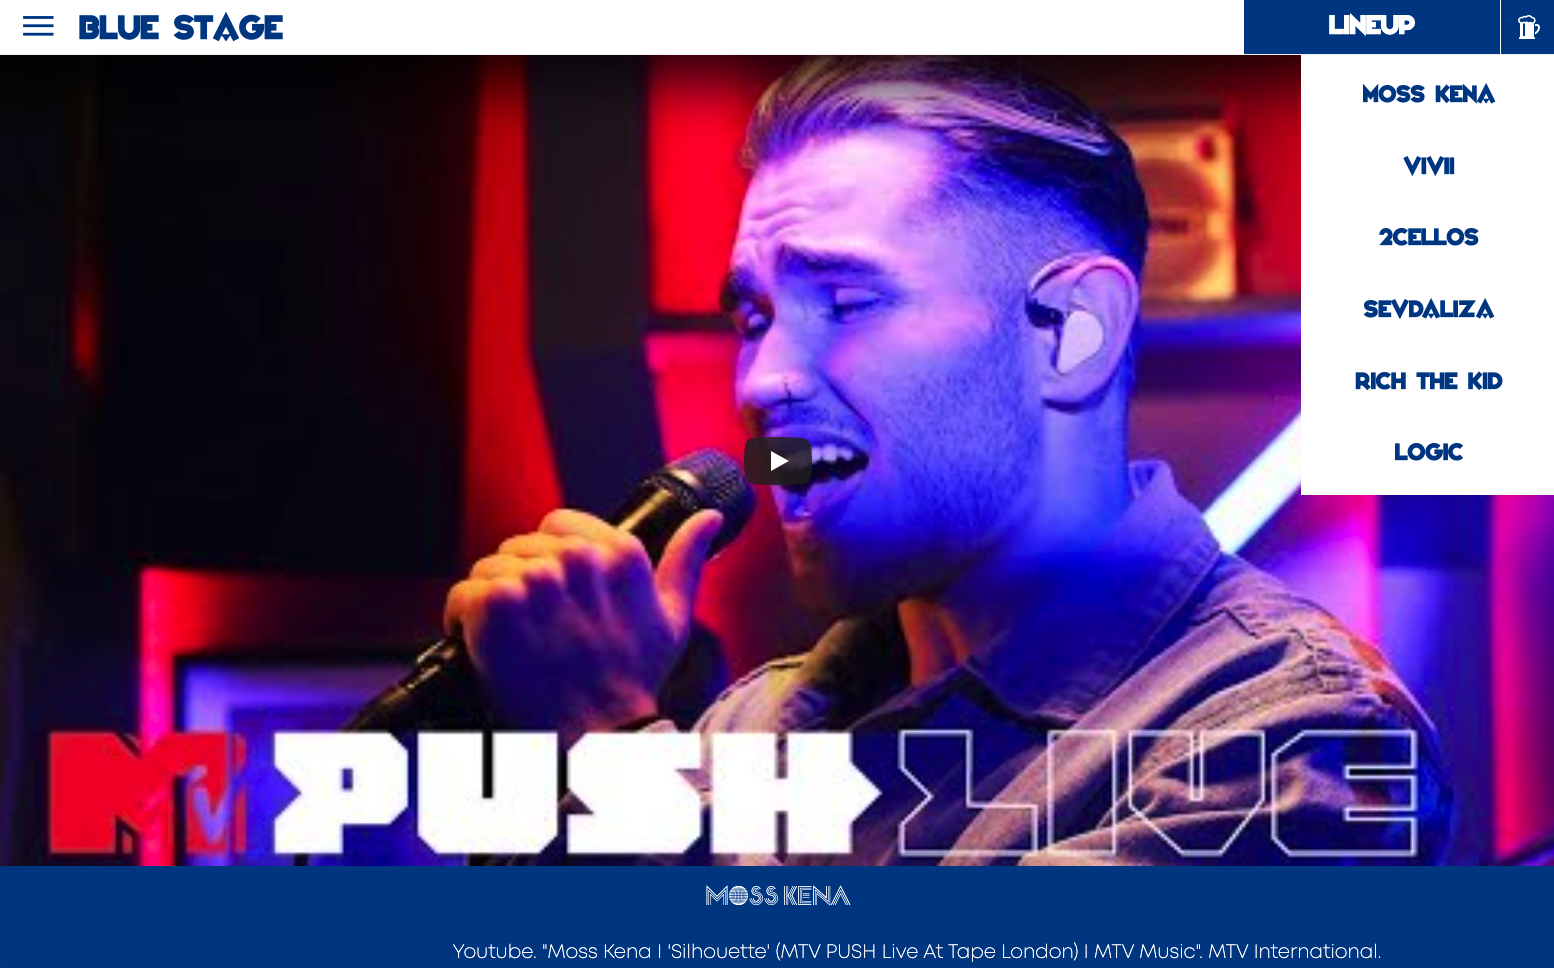 BLUE STAGE
LINEUP
MOSS KENA
VIVII
2CELLOS
SEVDALIZA
RICH THE KID
LOGIC
MTV PUSH LIVE
MOSS KENA
Youtube. "Moss Kena | 'Silhouette' (MTV PUSH Live At Tape London) | MTV Music". MTV International.